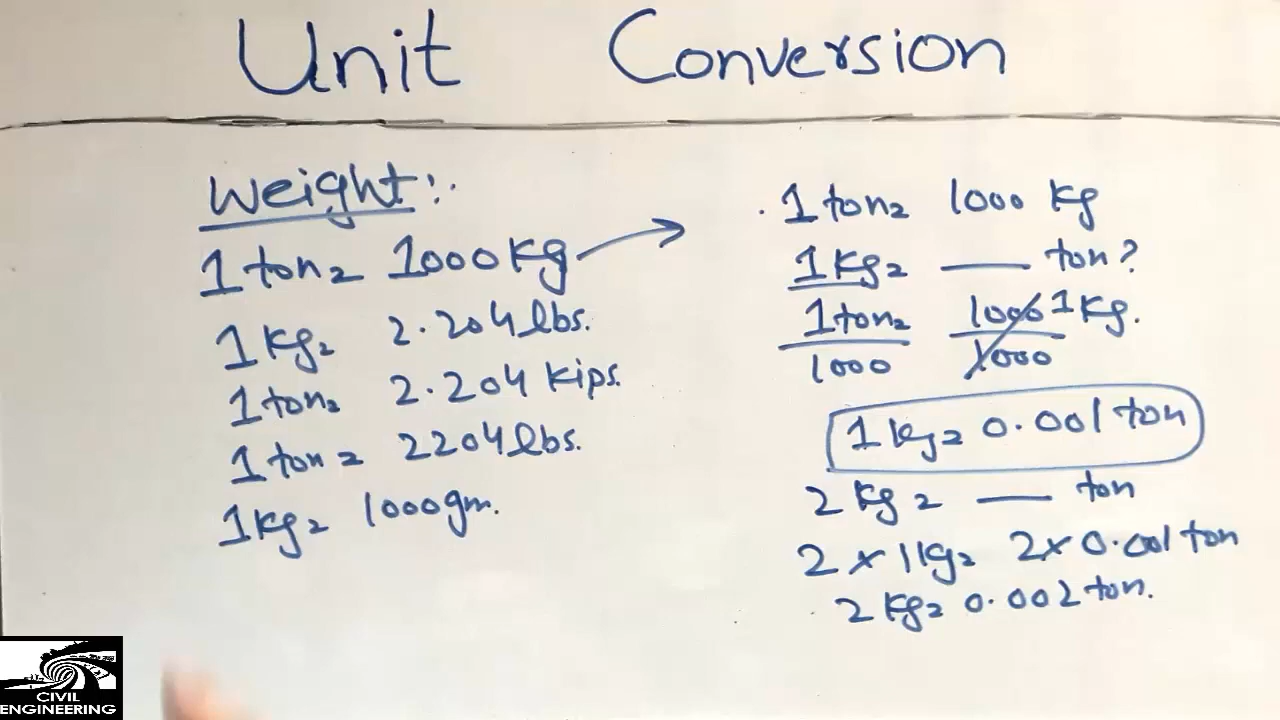 Unit Conversion
Weight:-
1 ton = 1000 kg
1 kg = 2.204 lbs.
1 ton = 2.204 kips.
1 ton = 2204 lbs.
1 kg = 1000 gm.
1 ton = 1000 kg
1 kg = ___ ton?
1 ton = 1000 1 kg.
1000 1000
1 kg = 0.001 ton
2 kg = ___ ton
2 x 1 kg = 2 x 0.001 ton
2 kg = 0.002 ton.
CIVIL
ENGINEERING